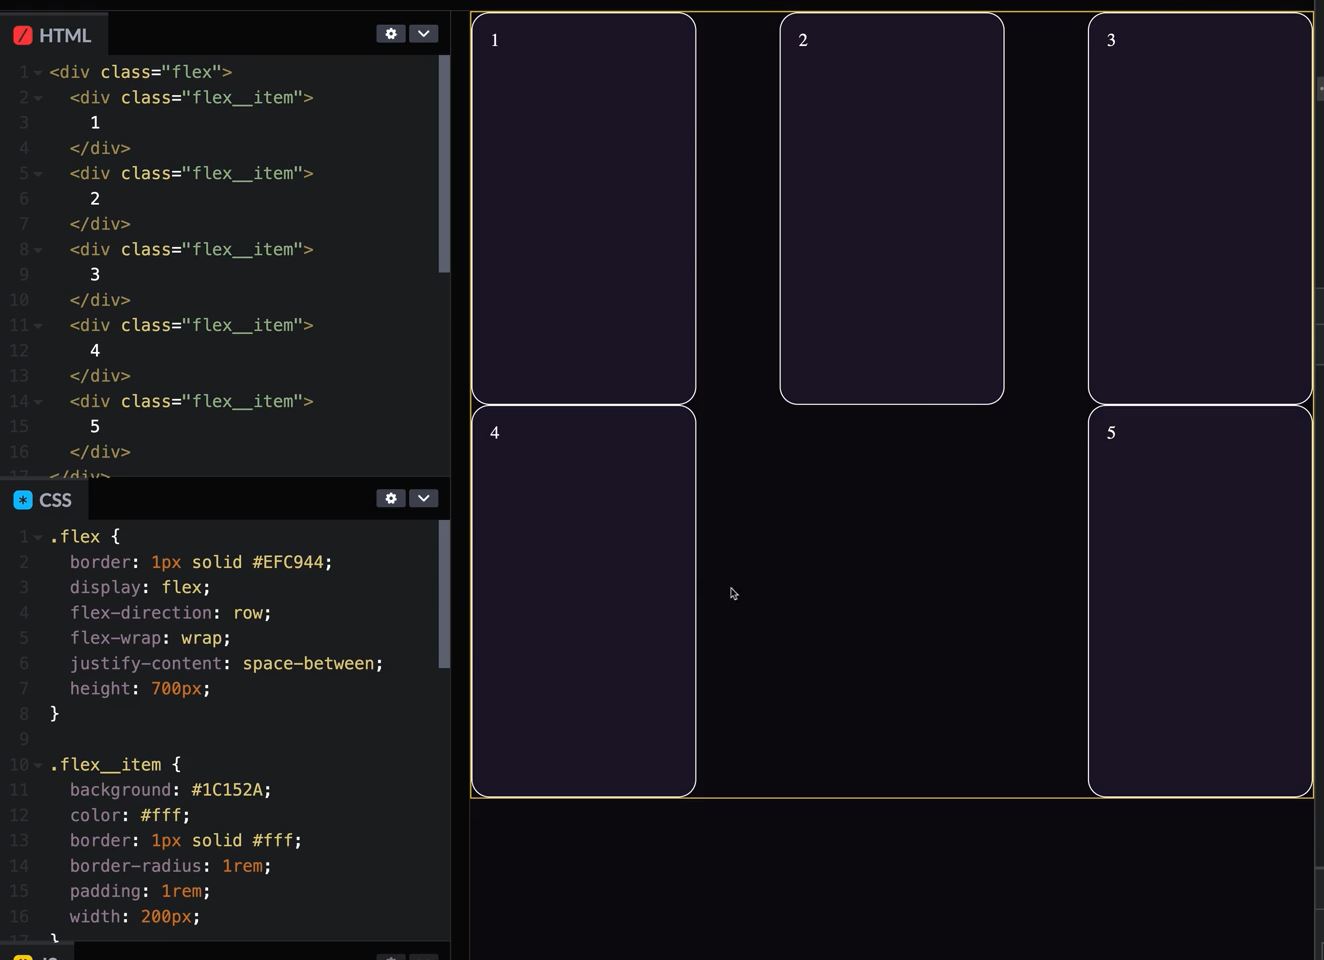 HTML
1 <div class="flex">
2 <div class="flex__item">
3 1
4 </div>
5 <div class="flex__item">
6 2
7 </div>
8 <div class="flex__item">
9 3
10 </div>
11 <div class="flex__item">
12 4
13 </div>
14 <div class="flex__item">
15 5
16 </div>
17 </div>
CSS
1 .flex {
2 border: 1px solid #EFC944;
3 display: flex;
4 flex-direction: row;
5 flex-wrap: wrap;
6 justify-content: space-between;
7 height: 700px;
8 }
9
10 .flex__item {
11 background: #1C152A;
12 color: #fff;
13 border: 1px solid #fff;
14 border-radius: 1rem;
15 padding: 1rem;
16 width: 200px;
17 }
1
2
3
4
5